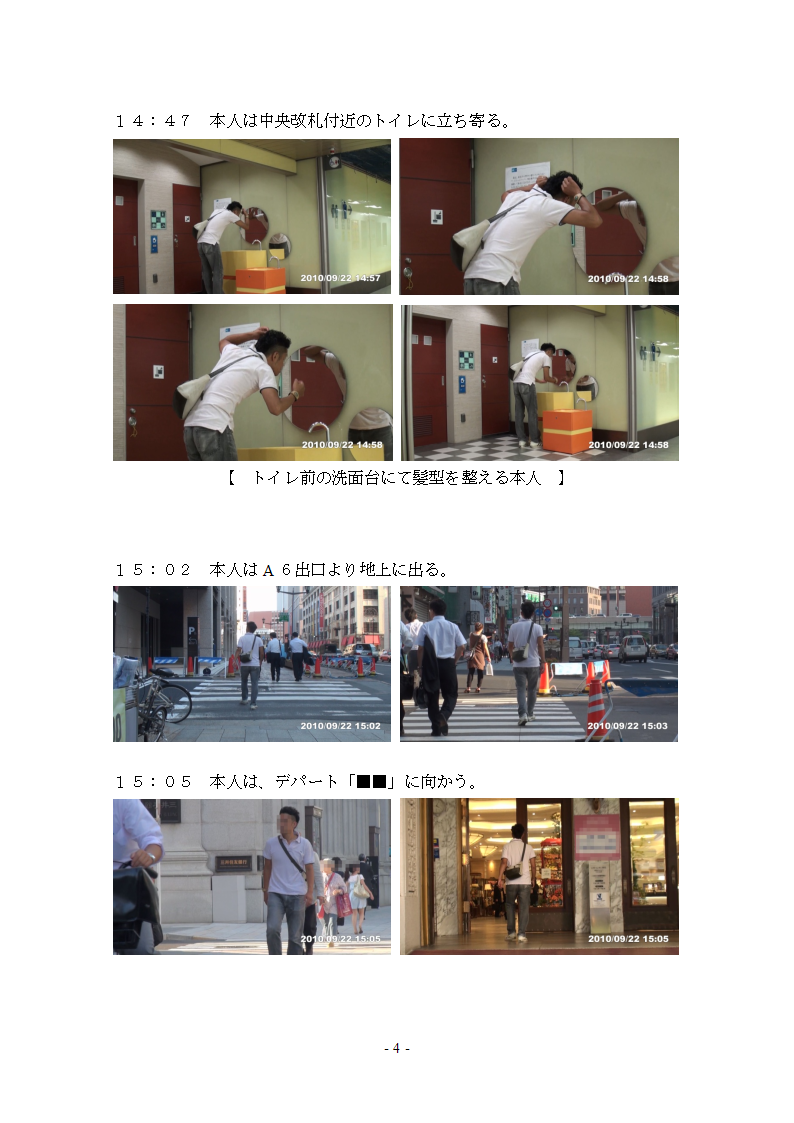 １４：４７　本人は中央改札付近のトイレに立ち寄る。
2010/09/22 14:57
2010/09/22 14:58
2010/09/22 14:58
2010/09/22 14:58
【　トイレ前の洗面台にて髪型を整える本人　】
１５：０２　本人はＡ６出口より地上に出る。
P
2010/09/22 15:02
2010/09/22 15:03
１５：０５　本人は、デパート「■■」に向かう。
2010/09/22 15:05
2010/09/22 15:05
- 4 -